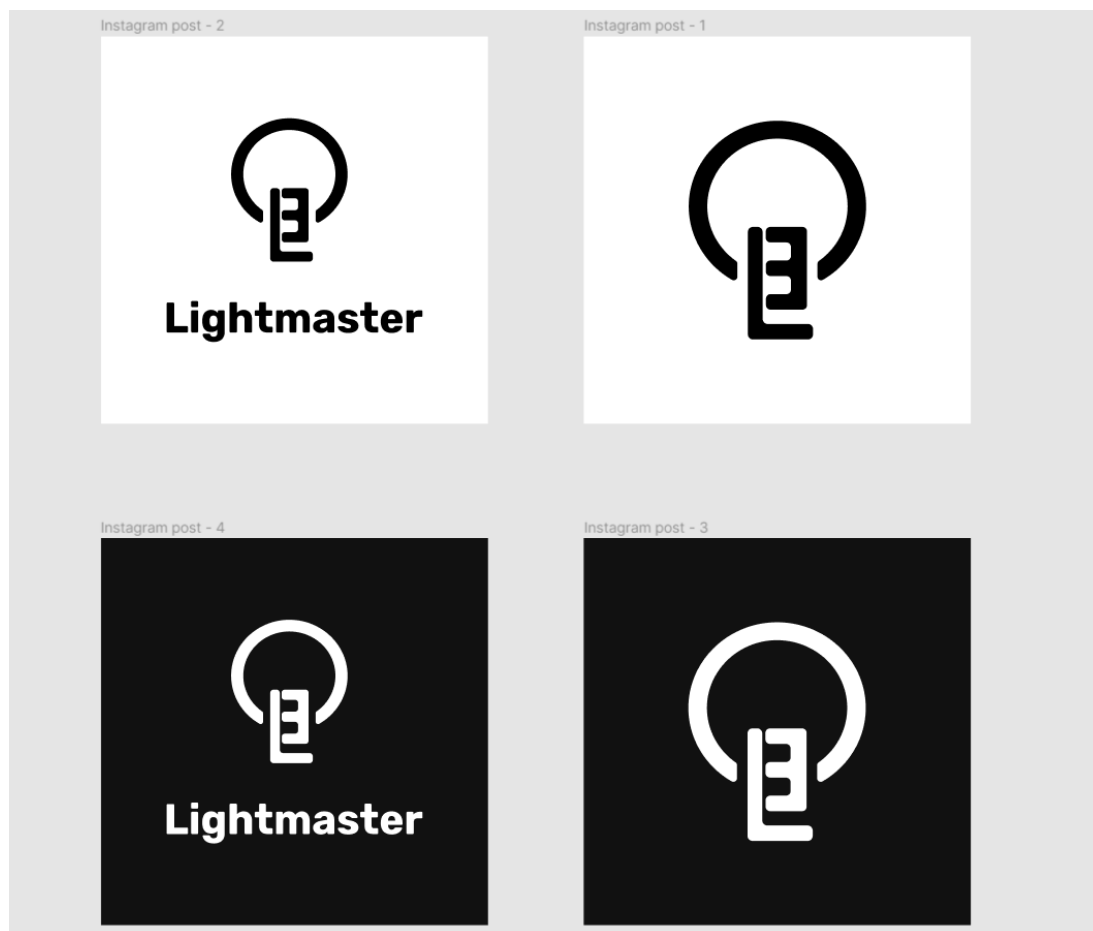 Instagram post - 2
Instagram post - 1
Lightmaster
Instagram post - 4
Instagram post - 3
Lightmaster